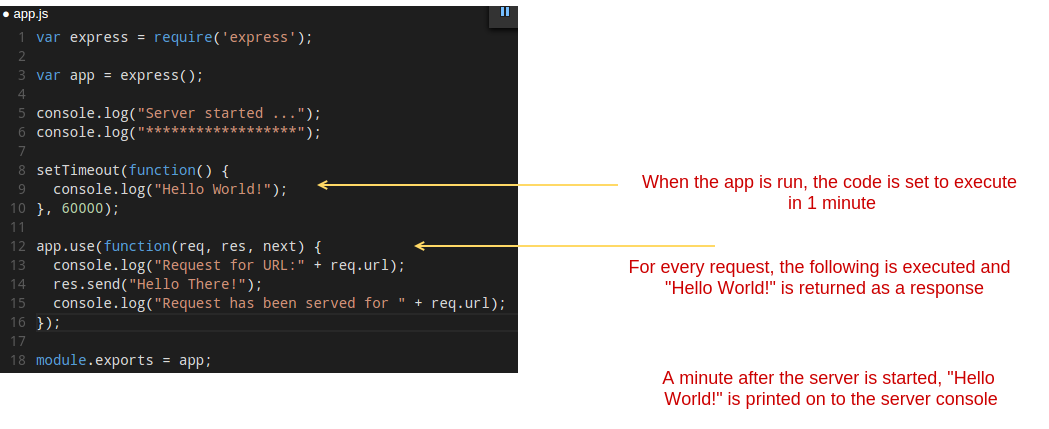 ● app.js
1 var express = require('express');
2
3 var app = express();
4
5 console.log("Server started ...");
6 console.log("******************");
7
8 setTimeout(function() {
9   console.log("Hello World!");
10 }, 60000);
11
12 app.use(function(req, res, next) {
13   console.log("Request for URL:" + req.url);
14   res.send("Hello There!");
15   console.log("Request has been served for " + req.url);
16 });
17
18 module.exports = app;
When the app is run, the code is set to execute
in 1 minute
For every request, the following is executed and
"Hello World!" is returned as a response
A minute after the server is started, "Hello
World!" is printed on to the server console